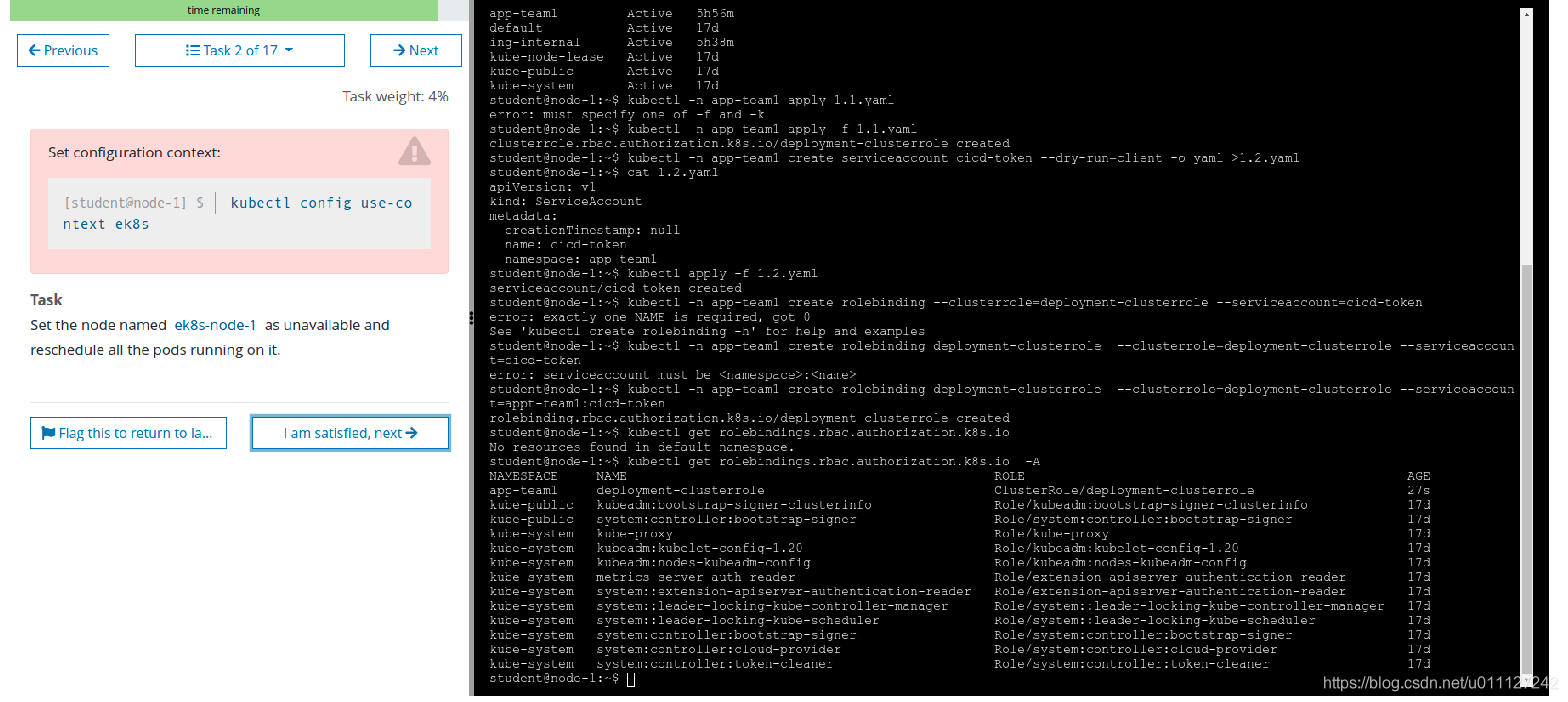 time remaining
Previous
Task 2 of 17
Next
Task weight: 4%
Set configuration context:
[student@node-1] $ | kubectl config use-co
ntext ek8s
Task
Set the node named ek8s-node-1 as unavailable and
reschedule all the pods running on it.
Flag this to return to la...
I am satisfied, next
app-team1 Active 5h56m
default Active 17d
ing-internal Active 5h38m
kube-node-lease Active 17d
kube-public Active 17d
kube-system Active 17d
student@node-1:~$ kubectl -n app-team1 apply 1.1.yaml
error: must specify one of -f and -k
student@node-1:~$ kubectl -n app-team1 apply -f 1.1.yaml
clusterrole.rbac.authorization.k8s.io/deployment-clusterrole created
student@node-1:~$ kubectl -n app-team1 create serviceaccount cicd-token --dry-run=client -o yaml >1.2.yaml
student@node-1:~$ cat 1.2.yaml
apiVersion: v1
kind: ServiceAccount
metadata:
  creationTimestamp: null
  name: cicd-token
  namespace: app-team1
student@node-1:~$ kubectl apply -f 1.2.yaml
serviceaccount/cicd-token created
student@node-1:~$ kubectl -n app-team1 create rolebinding --clusterrole=deployment-clusterrole --serviceaccount=cicd-token
error: exactly one NAME is required, got 0
See 'kubectl create rolebinding -h' for help and examples
student@node-1:~$ kubectl -n app-team1 create rolebinding deployment-clusterrole --clusterrole=deployment-clusterrole --serviceaccoun
t=cicd-token
error: serviceaccount must be <namespace>:<name>
student@node-1:~$ kubectl -n app-team1 create rolebinding deployment-clusterrole --clusterrole=deployment-clusterrole --serviceaccoun
t=appt-team1:cicd-token
rolebinding.rbac.authorization.k8s.io/deployment-clusterrole created
student@node-1:~$ kubectl get rolebindings.rbac.authorization.k8s.io
No resources found in default namespace.
student@node-1:~$ kubectl get rolebindings.rbac.authorization.k8s.io -A
NAMESPACE NAME ROLE AGE
app-team1 deployment-clusterrole ClusterRole/deployment-clusterrole 27s
kube-public kubeadm:bootstrap-signer-clusterinfo Role/kubeadm:bootstrap-signer-clusterinfo 17d
kube-public system:controller:bootstrap-signer Role/system:controller:bootstrap-signer 17d
kube-system kube-proxy Role/kube-proxy 17d
kube-system kubeadm:kubelet-config-1.20 Role/kubeadm:kubelet-config-1.20 17d
kube-system kubeadm:nodes-kubeadm-config Role/kubeadm:nodes-kubeadm-config 17d
kube-system metrics-server-auth-reader Role/extension-apiserver-authentication-reader 17d
kube-system system::extension-apiserver-authentication-reader Role/extension-apiserver-authentication-reader 17d
kube-system system::leader-locking-kube-controller-manager Role/system::leader-locking-kube-controller-manager 17d
kube-system system::leader-locking-kube-scheduler Role/system::leader-locking-kube-scheduler 17d
kube-system system:controller:bootstrap-signer Role/system:controller:bootstrap-signer 17d
kube-system system:controller:cloud-provider Role/system:controller:cloud-provider 17d
kube-system system:controller:token-cleaner Role/system:controller:token-cleaner 17d
student@node-1:~$
https://blog.csdn.net/u011127242